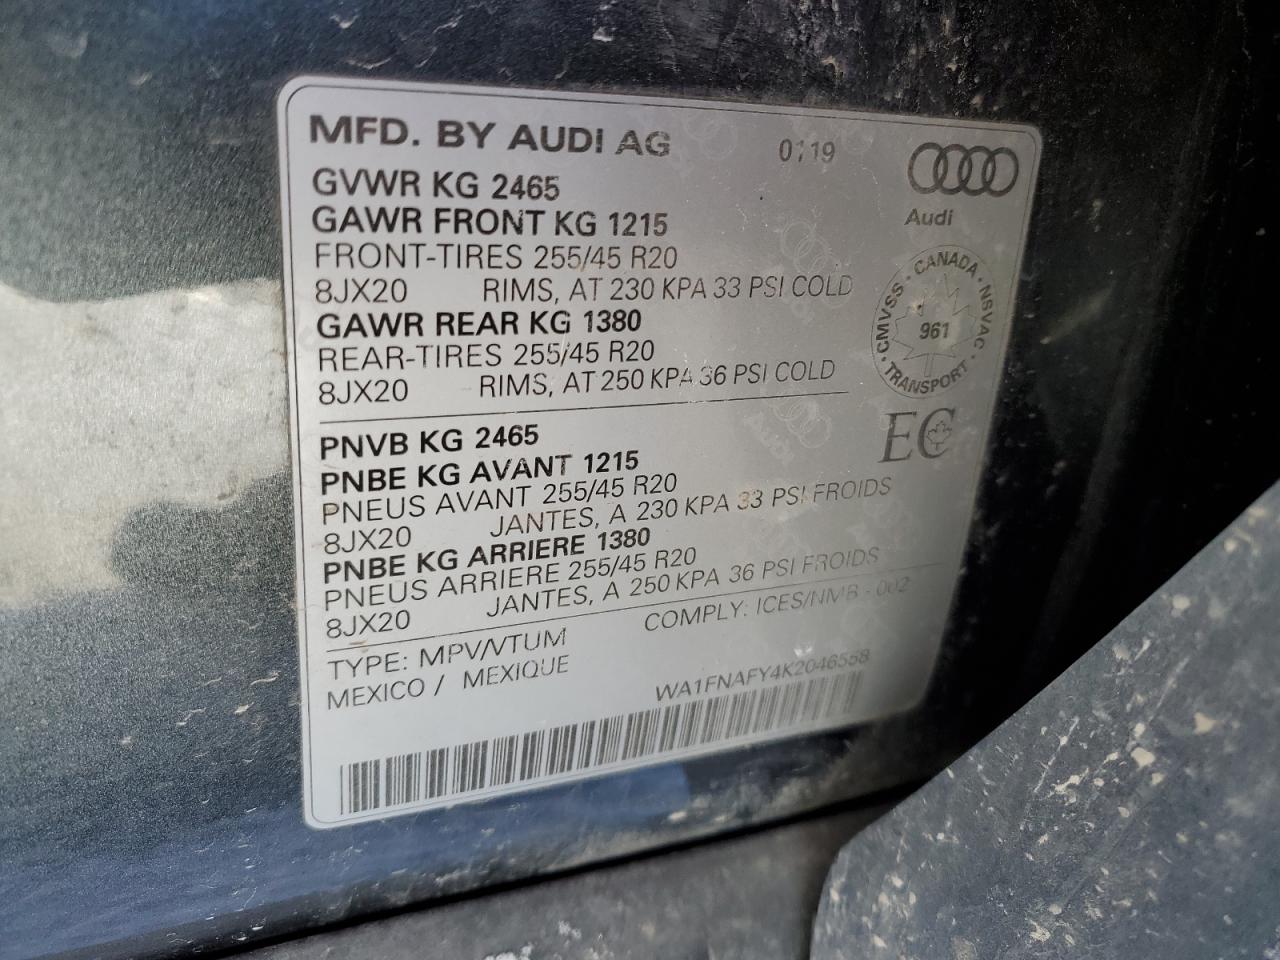 MFD. BY AUDI AG
0119
Audi
GVWR KG 2465
GAWR FRONT KG 1215
FRONT-TIRES 255/45 R20
8JX20 RIMS, AT 230 KPA 33 PSI COLD
GAWR REAR KG 1380
REAR-TIRES 255/45 R20
8JX20 RIMS, AT 250 KPA 36 PSI COLD
CANADA · NSVAC · TRANSPORT · CMVSS ·
961
EC
PNVB KG 2465
PNBE KG AVANT 1215
PNEUS AVANT 255/45 R20
8JX20 JANTES, A 230 KPA 33 PSI FROIDS
PNBE KG ARRIERE 1380
PNEUS ARRIERE 255/45 R20
8JX20 JANTES, A 250 KPA 36 PSI FROIDS
TYPE: MPV/VTUM COMPLY: ICES/NMB - 002
MEXICO / MEXIQUE WA1FNAFY4K2046558